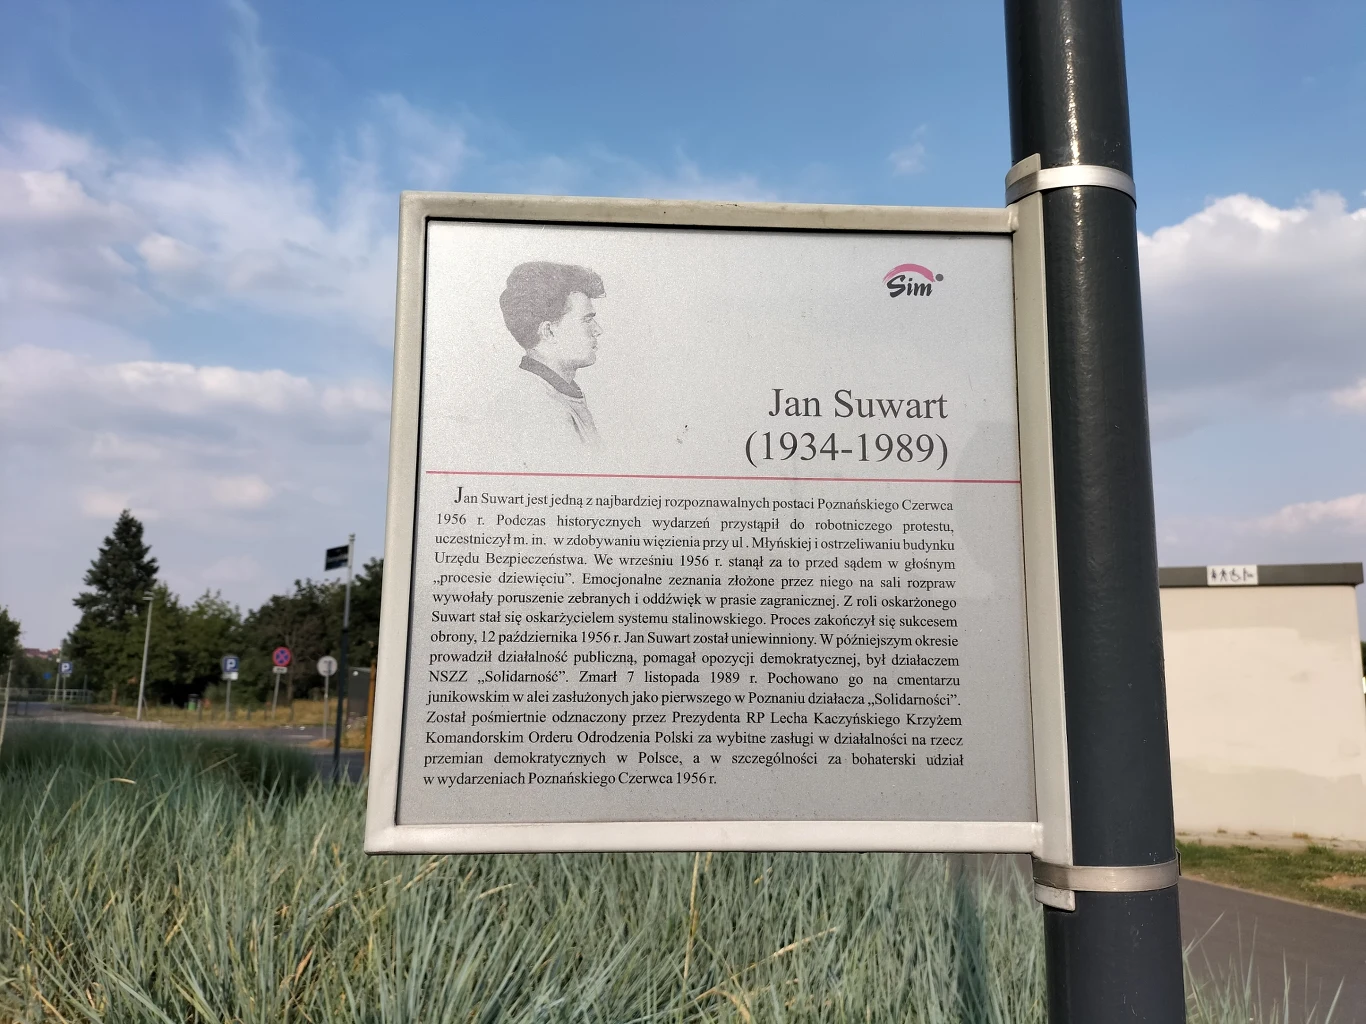 Sim
Jan Suwart
(1934-1989)
Jan Suwart jest jedną z najbardziej rozpoznawalnych postaci Poznańskiego Czerwca
1956 r. Podczas historycznych wydarzeń przystąpił do robotniczego protestu,
uczestniczył m. in. w zdobywaniu więzienia przy ul . Młyńskiej i ostrzeliwaniu budynku
Urzędu Bezpieczeństwa. We wrześniu 1956 r. stanął za to przed sądem w głośnym
„procesie dziewięciu”. Emocjonalne zeznania złożone przez niego na sali rozpraw
wywołały poruszenie zebranych i oddźwięk w prasie zagranicznej. Z roli oskarżonego
Suwart stał się oskarżycielem systemu stalinowskiego. Proces zakończył się sukcesem
obrony, 12 października 1956 r. Jan Suwart został uniewinniony. W późniejszym okresie
prowadził działalność publiczną, pomagał opozycji demokratycznej, był działaczem
NSZZ „Solidarność”. Zmarł 7 listopada 1989 r. Pochowano go na cmentarzu
junikowskim w alei zasłużonych jako pierwszego w Poznaniu działacza „Solidarności”.
Został pośmiertnie odznaczony przez Prezydenta RP Lecha Kaczyńskiego Krzyżem
Komandorskim Orderu Odrodzenia Polski za wybitne zasługi w działalności na rzecz
przemian demokratycznych w Polsce, a w szczególności za bohaterski udział
w wydarzeniach Poznańskiego Czerwca 1956 r.
P
P